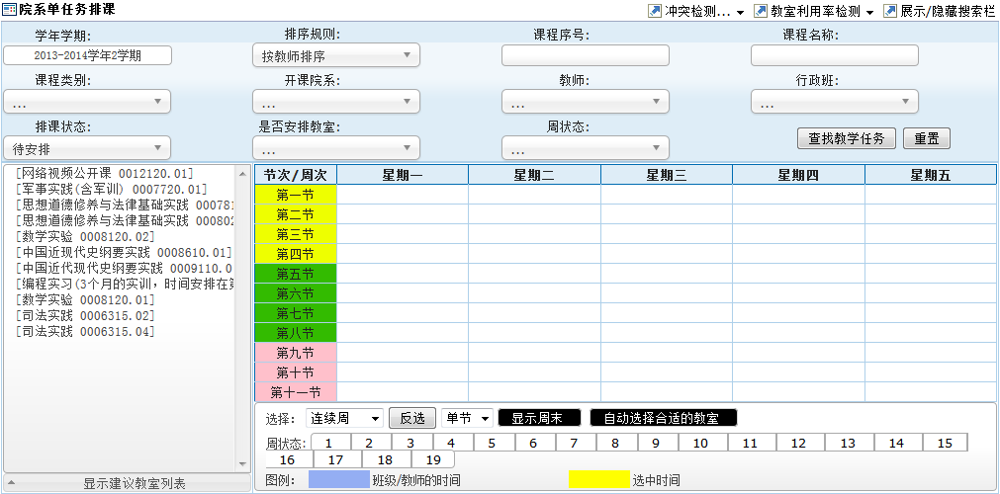 院系单任务排课
冲突检测... 教室利用率检测 展示/隐藏搜索栏
学年学期: 排序规则: 课程序号: 课程名称:
2013-2014学年2学期 按教师排序
课程类别: 开课院系: 教师: 行政班:
... ... ... ...
排课状态: 是否安排教室: 周状态:
待安排 ... ... 查找教学任务 重置
[网络视频公开课 0012120.01]
[军事实践(含军训) 0007720.01]
[思想道德修养与法律基础实践 000781
[思想道德修养与法律基础实践 000802
[数学实验 0008120.02]
[中国近现代史纲要实践 0008610.01]
[中国近代现代史纲要实践 0009110.0
[编程实习(3个月的实训，时间安排在第
[数学实验 0008120.01]
[司法实践 0006315.02]
[司法实践 0006315.04]
显示建议教室列表
节次/周次 星期一 星期二 星期三 星期四 星期五
第一节
第二节
第三节
第四节
第五节
第六节
第七节
第八节
第九节
第十节
第十一节
选择: 连续周 反选 单节 显示周末 自动选择合适的教室
周状态: 1 2 3 4 5 6 7 8 9 10 11 12 13 14 15
16 17 18 19
图例: 班级/教师的时间 选中时间